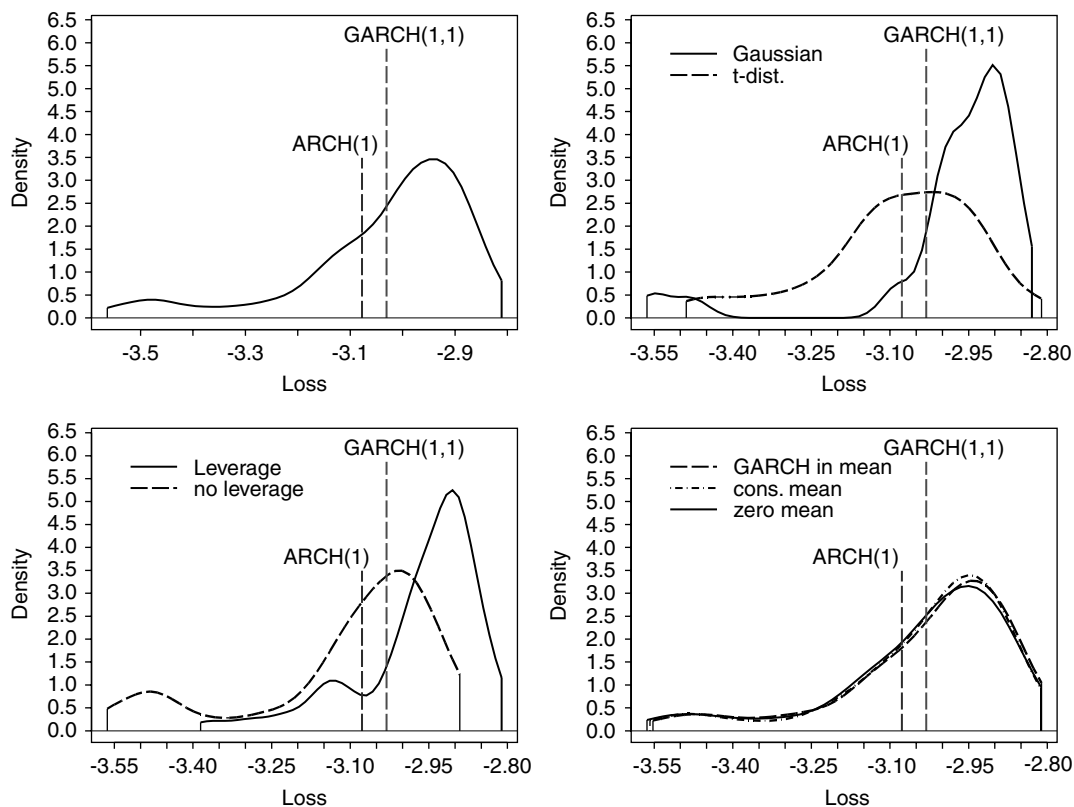 6.5
6.0
5.5
5.0
4.5
4.0
3.5
3.0
2.5
2.0
1.5
1.0
0.5
0.0
Density
GARCH(1,1)
ARCH(1)
-3.5 -3.3 -3.1 -2.9
Loss
6.5
6.0
5.5
5.0
4.5
4.0
3.5
3.0
2.5
2.0
1.5
1.0
0.5
0.0
Density
GARCH(1,1)
Gaussian
t-dist.
ARCH(1)
-3.55 -3.40 -3.25 -3.10 -2.95 -2.80
Loss
6.5
6.0
5.5
5.0
4.5
4.0
3.5
3.0
2.5
2.0
1.5
1.0
0.5
0.0
Density
GARCH(1,1)
Leverage
no leverage
ARCH(1)
-3.55 -3.40 -3.25 -3.10 -2.95 -2.80
Loss
6.5
6.0
5.5
5.0
4.5
4.0
3.5
3.0
2.5
2.0
1.5
1.0
0.5
0.0
Density
GARCH(1,1)
GARCH in mean
cons. mean
zero mean
ARCH(1)
-3.55 -3.40 -3.25 -3.10 -2.95 -2.80
Loss